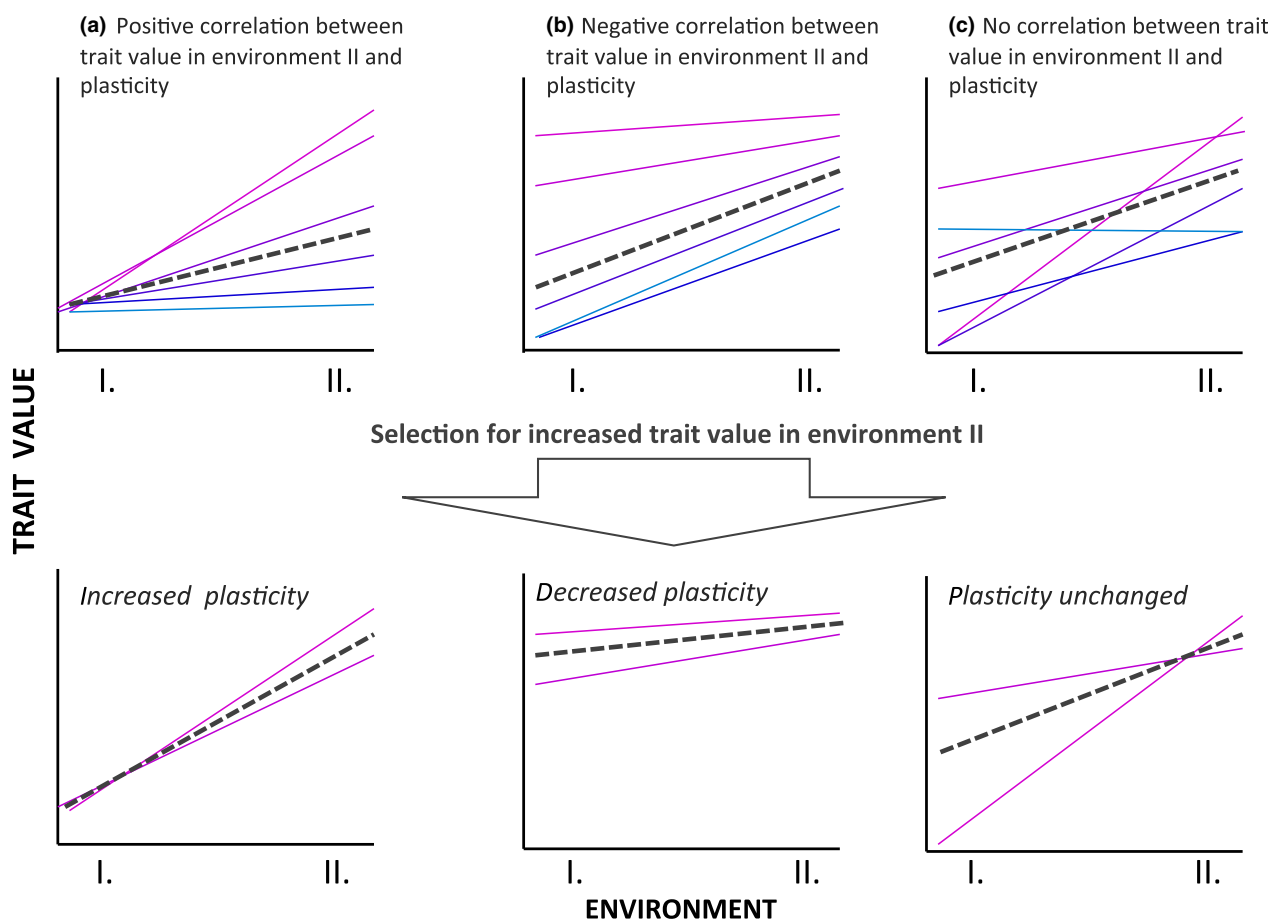 (a) Positive correlation between
trait value in environment II and
plasticity
(b) Negative correlation between
trait value in environment II and
plasticity
(c) No correlation between trait
value in environment II and
plasticity
I.
II.
I.
II.
I.
II.
TRAIT VALUE
Selection for increased trait value in environment II
Increased plasticity
Decreased plasticity
Plasticity unchanged
I.
II.
I.
II.
I.
II.
ENVIRONMENT